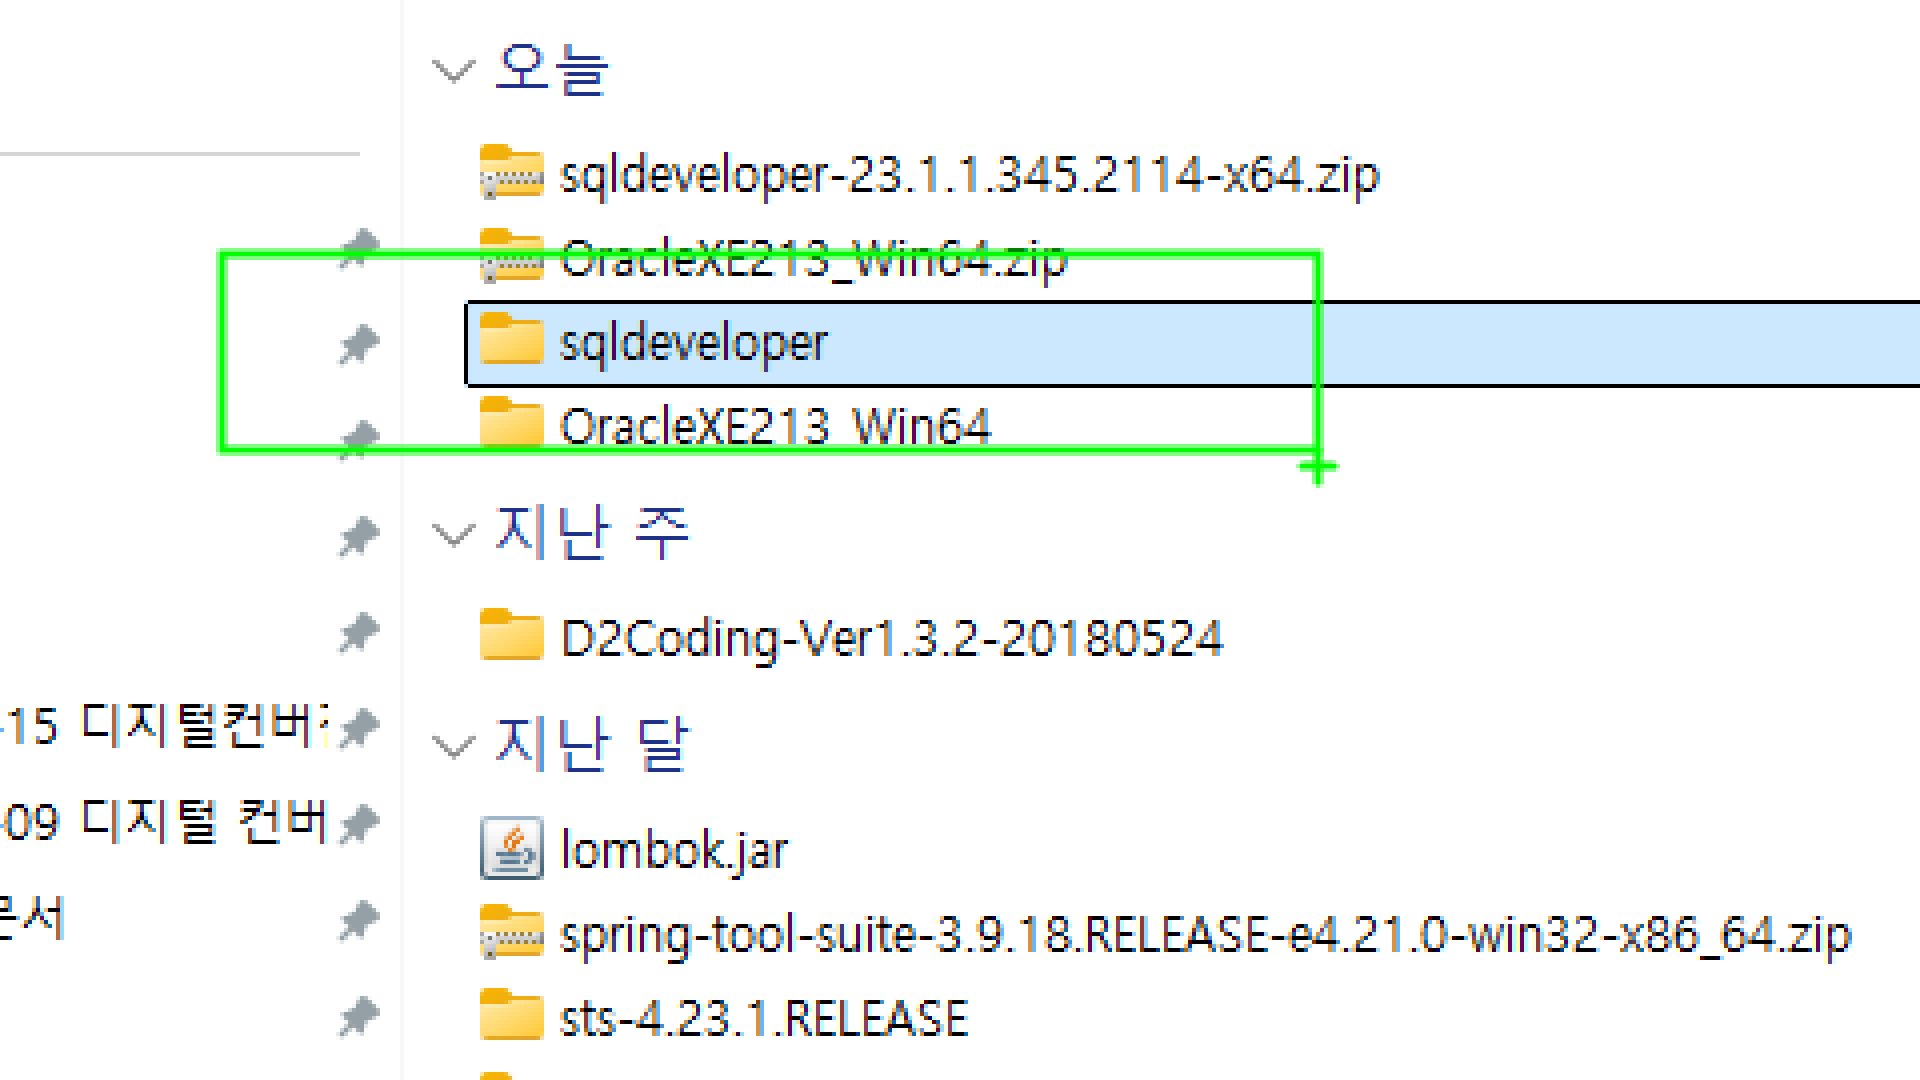 오늘
sqldeveloper-23.1.1.345.2114-x64.zip
OracleXE213_Win64.zip
sqldeveloper
OracleXE213_Win64
지난 주
D2Coding-Ver1.3.2-20180524
-15 디지털컨버
지난 달
-09 디지털 컨버
lombok.jar
문서
spring-tool-suite-3.9.18.RELEASE-e4.21.0-win32-x86_64.zip
sts-4.23.1.RELEASE